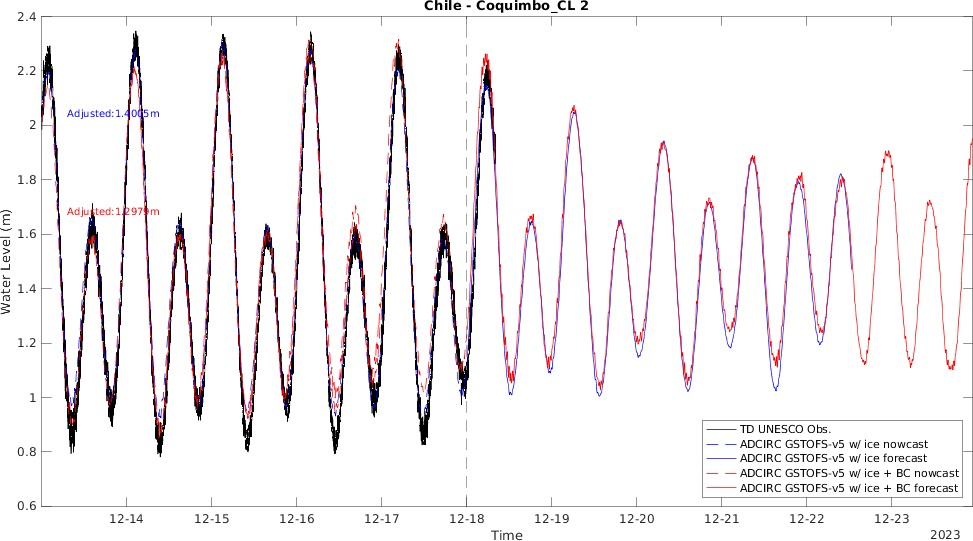 Chile - Coquimbo_CL 2
2.4
2.2
2
1.8
1.6
1.4
1.2
1
0.8
0.6
Water Level (m)
Adjusted:1.4005m
Adjusted:1.2979m
TD UNESCO Obs.
ADCIRC GSTOFS-v5 w/ ice nowcast
ADCIRC GSTOFS-v5 w/ ice forecast
ADCIRC GSTOFS-v5 w/ ice + BC nowcast
ADCIRC GSTOFS-v5 w/ ice + BC forecast
12-14 12-15 12-16 12-17 12-18 12-19 12-20 12-21 12-22 12-23
Time
2023